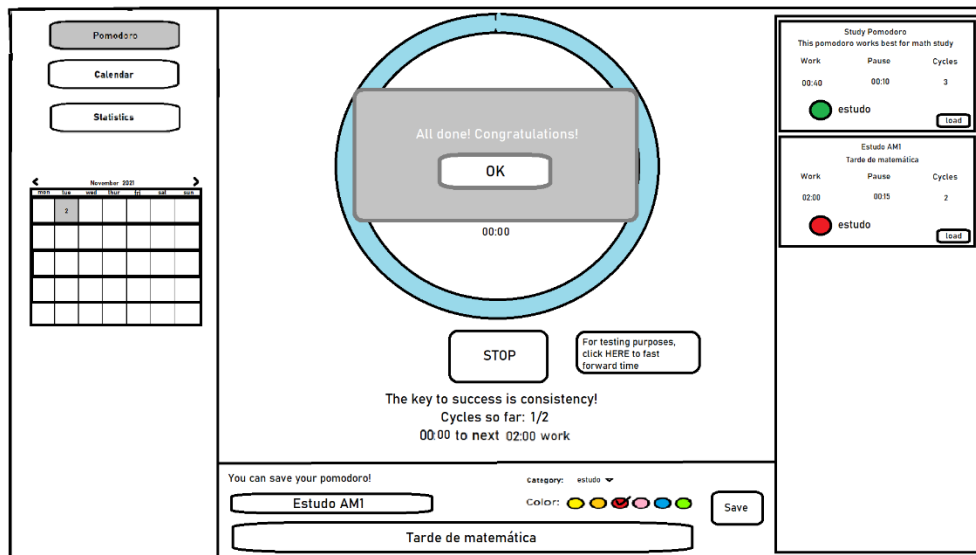 Pomodoro
Calendar
Statistics
November 2021
mon tue wed thur fri sat sun
2
All done! Congratulations!
OK
00:00
STOP
For testing purposes,
click HERE to fast
forward time
The key to success is consistency!
Cycles so far: 1/2
00:00 to next 02:00 work
You can save your pomodoro!
Estudo AM1
Category: estudo
Color:
Save
Tarde de matemática
Study Pomodoro
This pomodoro works best for math study
Work Pause Cycles
00:40 00:10 3
estudo
load
Estudo AM1
Tarde de matemática
Work Pause Cycles
02:00 00:15 2
estudo
load